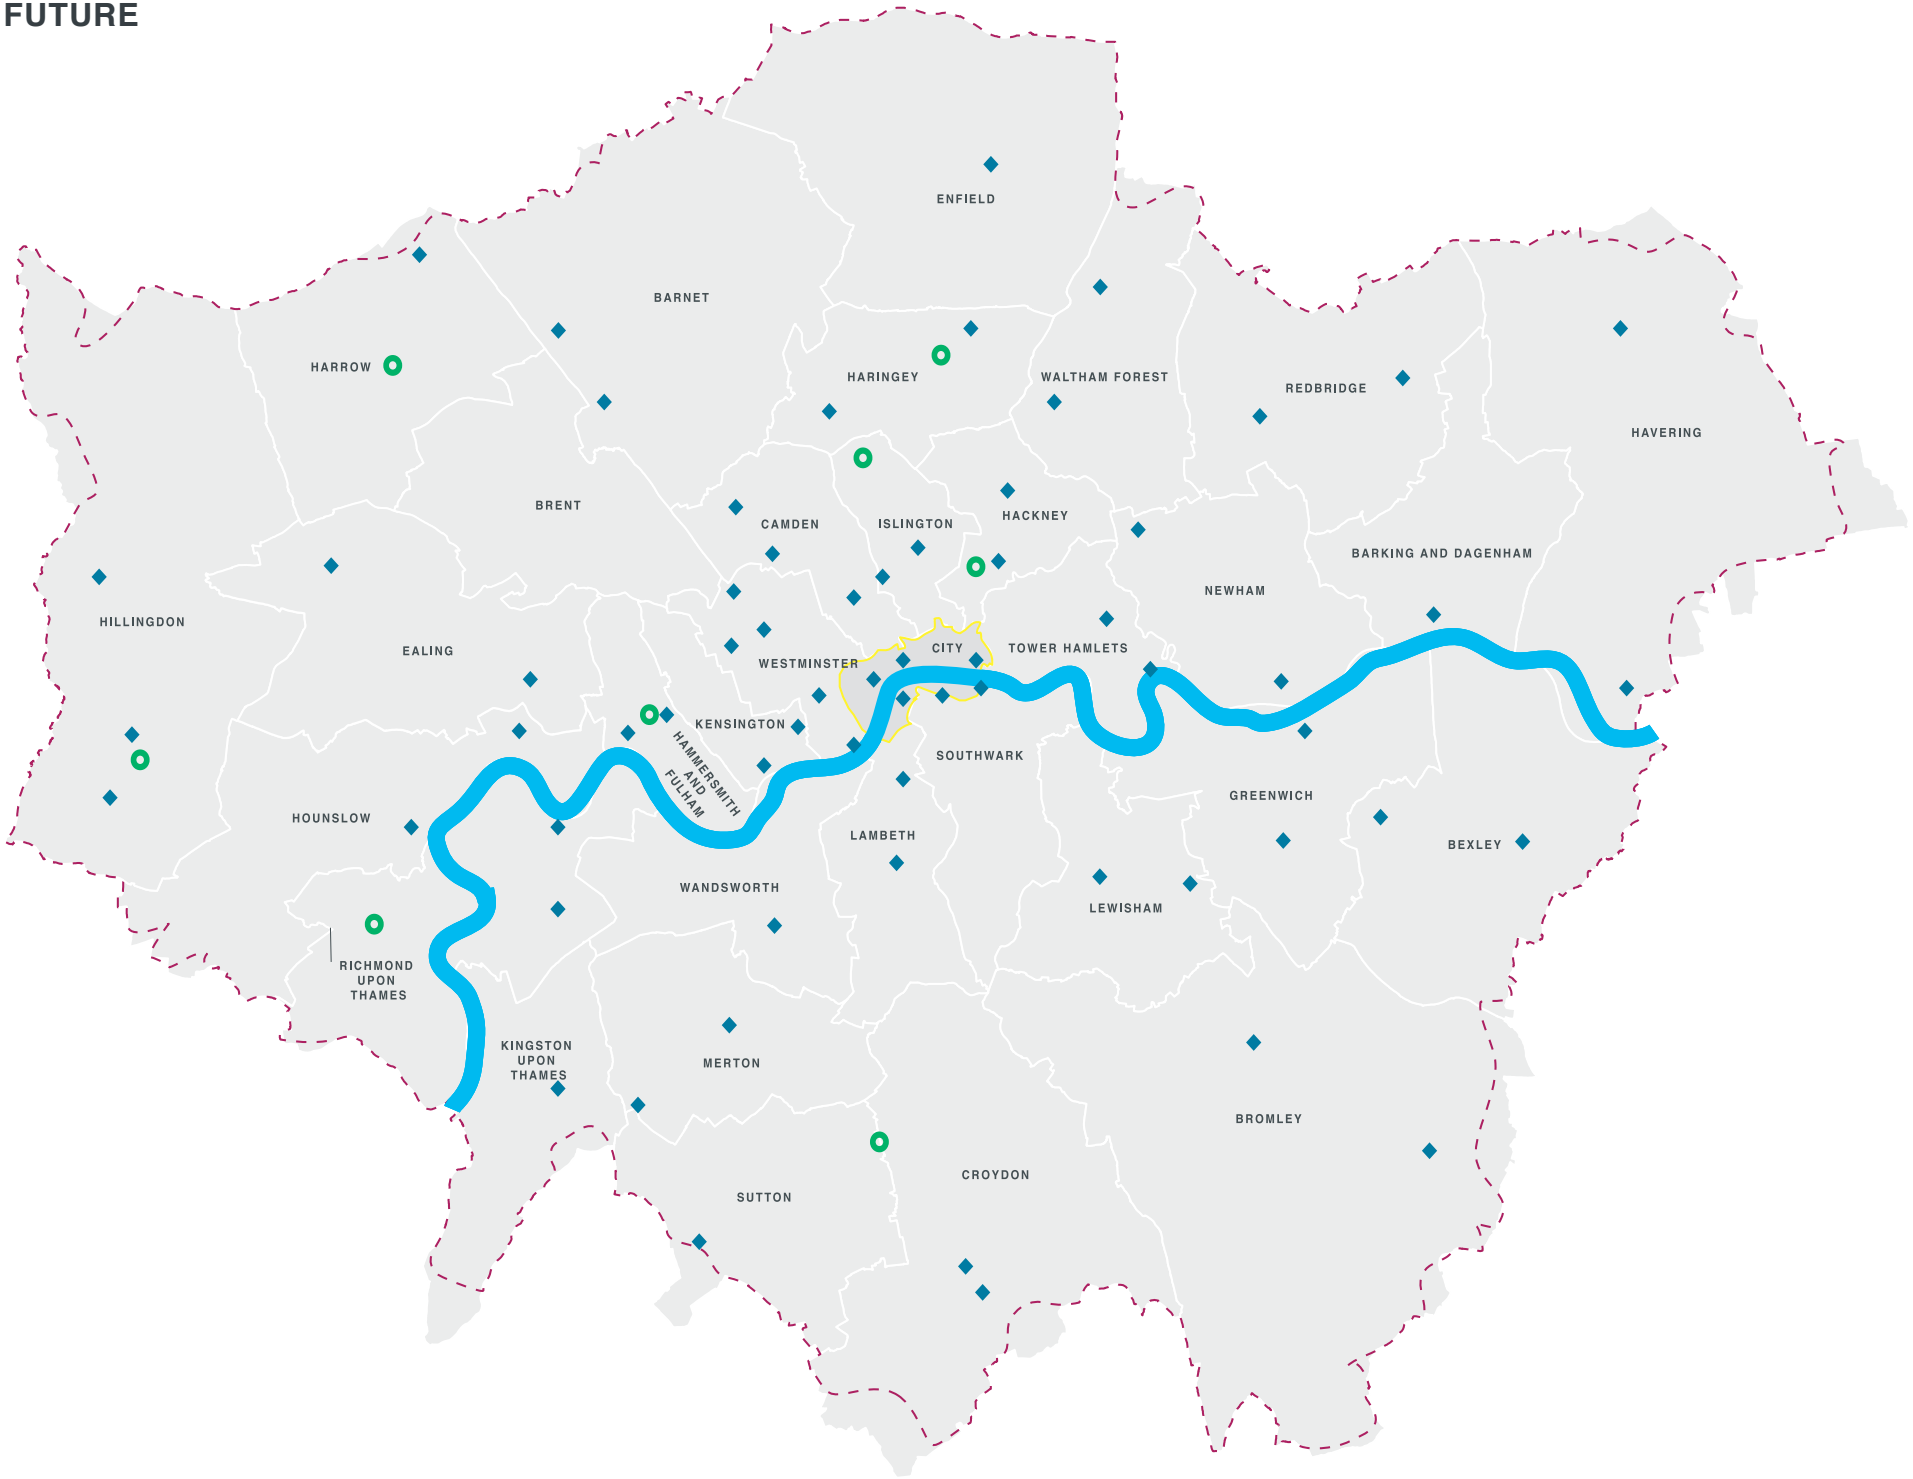 FUTURE
ENFIELD
BARNET
HARROW
HARINGEY
WALTHAM FOREST
REDBRIDGE
HAVERING
BRENT
CAMDEN
ISLINGTON
HACKNEY
BARKING AND DAGENHAM
NEWHAM
HILLINGDON
EALING
WESTMINSTER
CITY
TOWER HAMLETS
KENSINGTON
HAMMERSMITH
AND
FULHAM
SOUTHWARK
GREENWICH
HOUNSLOW
LAMBETH
BEXLEY
WANDSWORTH
LEWISHAM
RICHMOND
UPON
THAMES
KINGSTON
UPON
THAMES
MERTON
BROMLEY
CROYDON
SUTTON